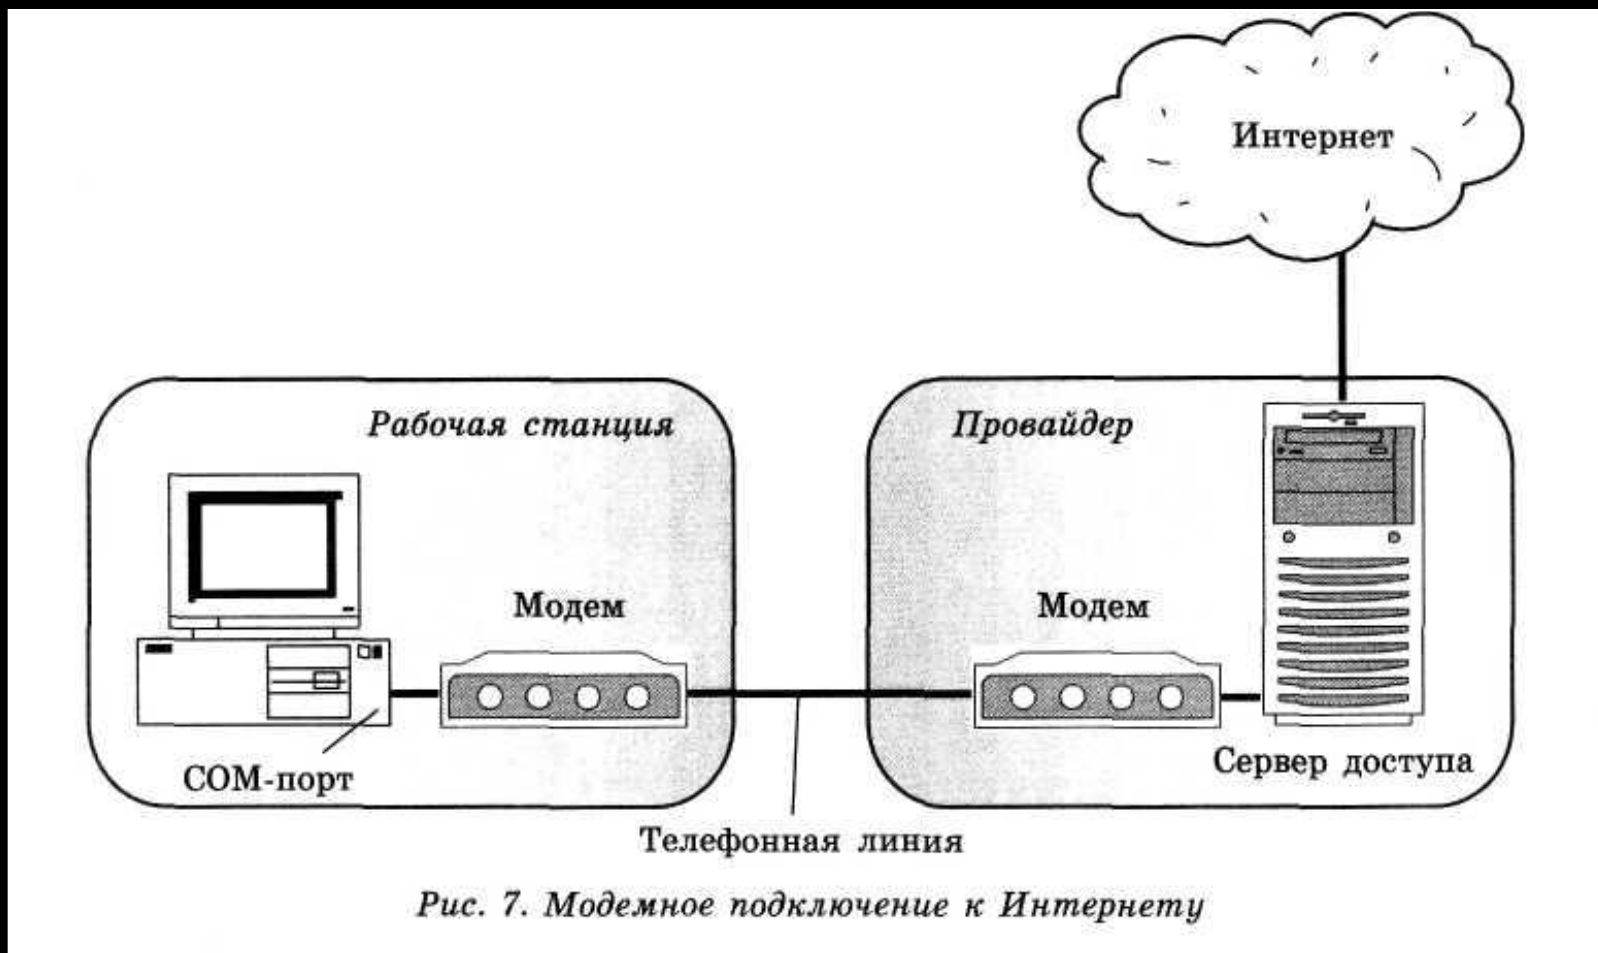 Интернет
Рабочая станция
Провайдер
Модем
Модем
COM-порт
Сервер доступа
Телефонная линия
Рис. 7. Модемное подключение к Интернету